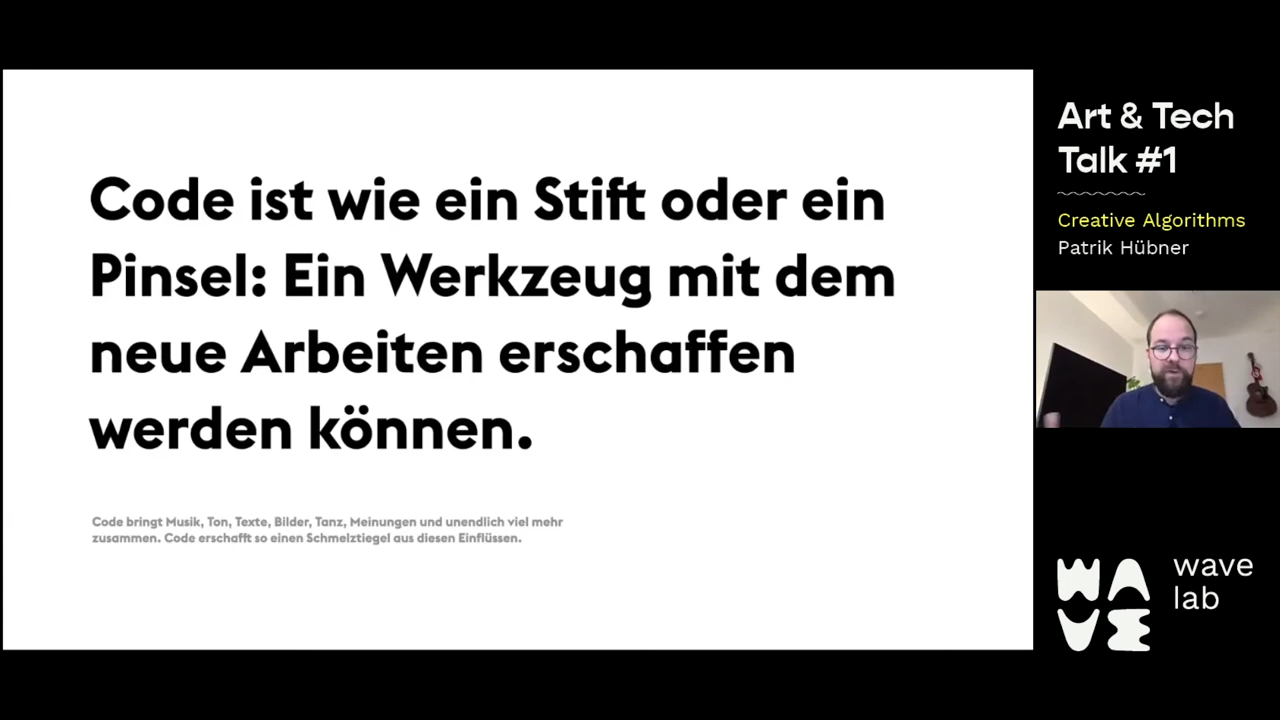 Code ist wie ein Stift oder ein
Pinsel: Ein Werkzeug mit dem
neue Arbeiten erschaffen
werden können.
Code bringt Musik, Ton, Texte, Bilder, Tanz, Meinungen und unendlich viel mehr
zusammen. Code erschafft so einen Schmelztiegel aus diesen Einflüssen.
Art & Tech
Talk #1
Creative Algorithms
Patrik Hübner
WA
VE
wave
lab